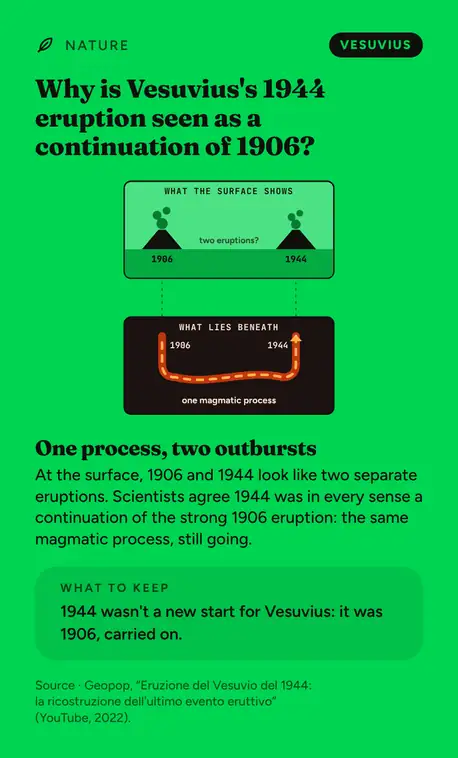 NATURE
VESUVIUS
Why is Vesuvius's 1944
eruption seen as a
continuation of 1906?
WHAT THE SURFACE SHOWS
two eruptions?
1906
1944
WHAT LIES BENEATH
1906
1944
one magmatic process
One process, two outbursts
At the surface, 1906 and 1944 look like two separate
eruptions. Scientists agree 1944 was in every sense a
continuation of the strong 1906 eruption: the same
magmatic process, still going.
WHAT TO KEEP
1944 wasn't a new start for Vesuvius: it was
1906, carried on.
Source · Geopop, “Eruzione del Vesuvio del 1944:
la ricostruzione dell'ultimo evento eruttivo”
(YouTube, 2022).